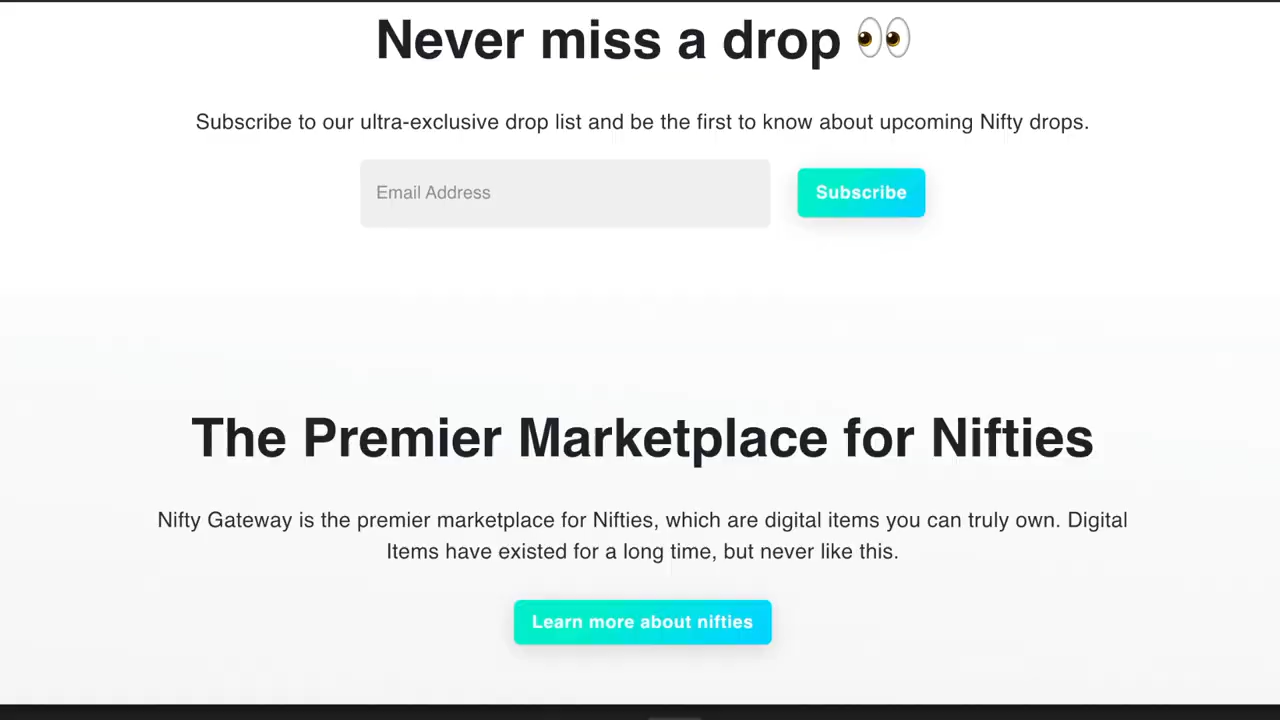 Never miss a drop 👀
Subscribe to our ultra-exclusive drop list and be the first to know about upcoming Nifty drops.
Email Address
Subscribe
The Premier Marketplace for Nifties
Nifty Gateway is the premier marketplace for Nifties, which are digital items you can truly own. Digital
Items have existed for a long time, but never like this.
Learn more about nifties